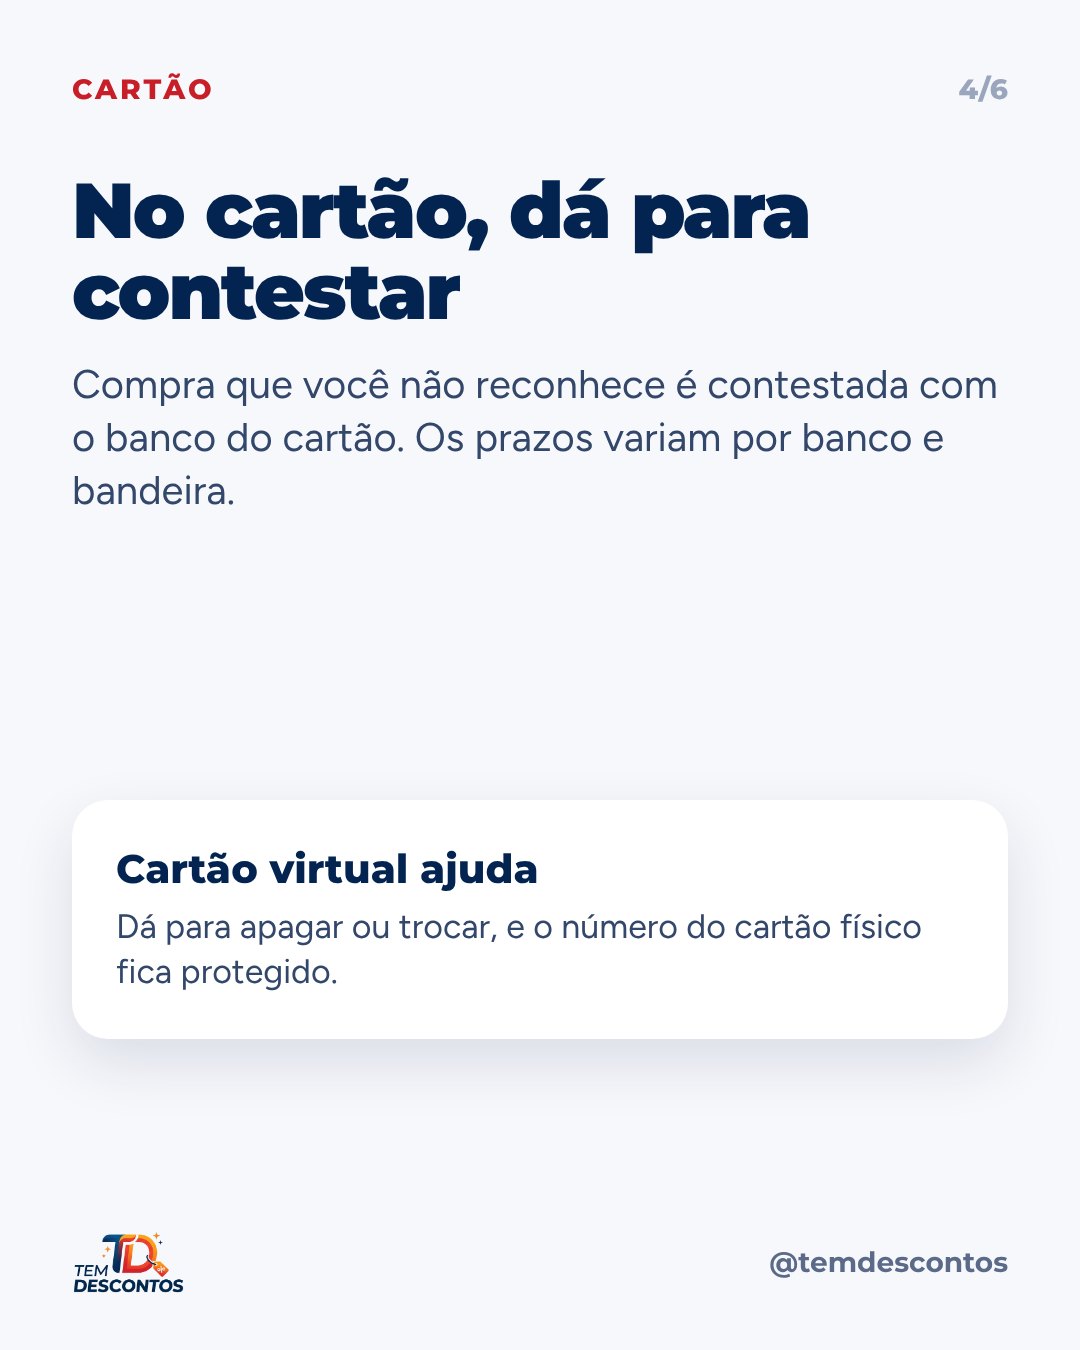 CARTÃO
4/6
No cartão, dá para
contestar
Compra que você não reconhece é contestada com
o banco do cartão. Os prazos variam por banco e
bandeira.
Cartão virtual ajuda
Dá para apagar ou trocar, e o número do cartão físico
fica protegido.
TD
TEM
DESCONTOS
@temdescontos